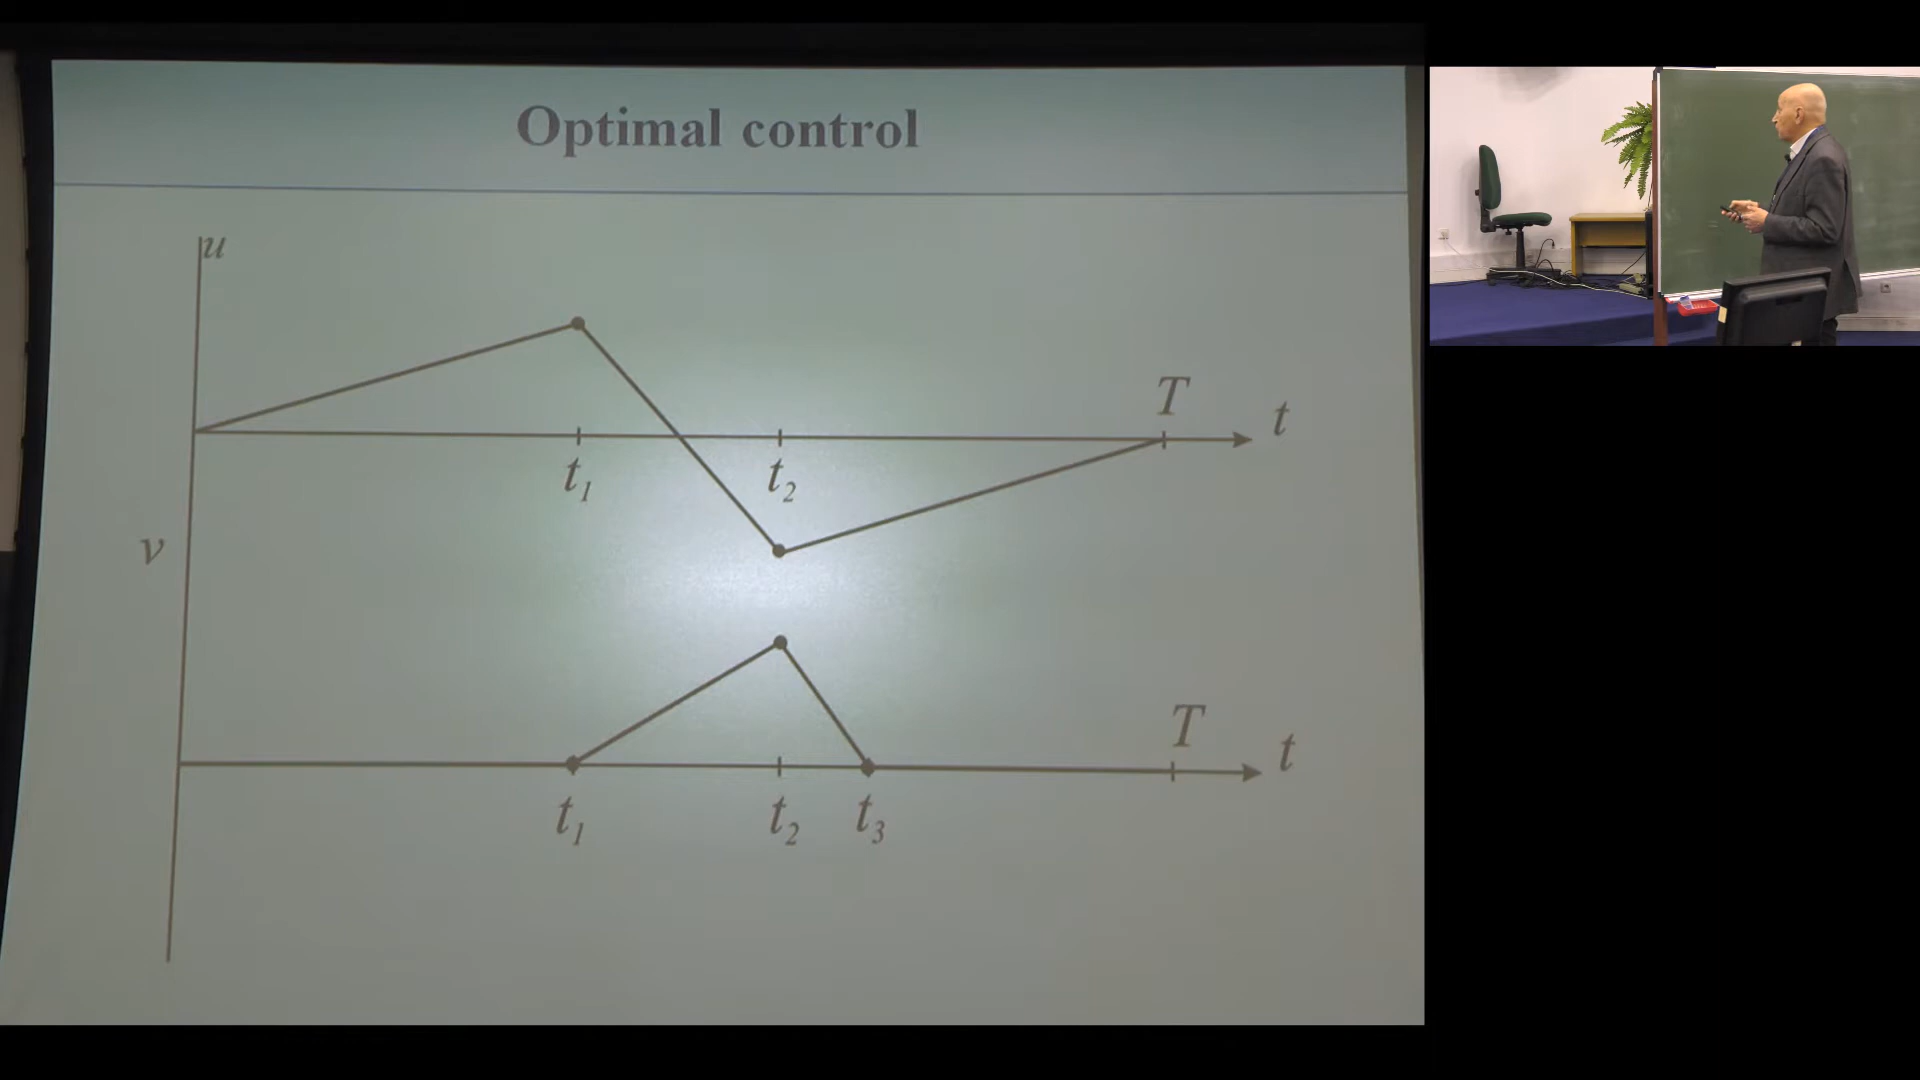 Optimal control
u
T
t
t₁ t₂
v
T
t
t₁ t₂ t₃